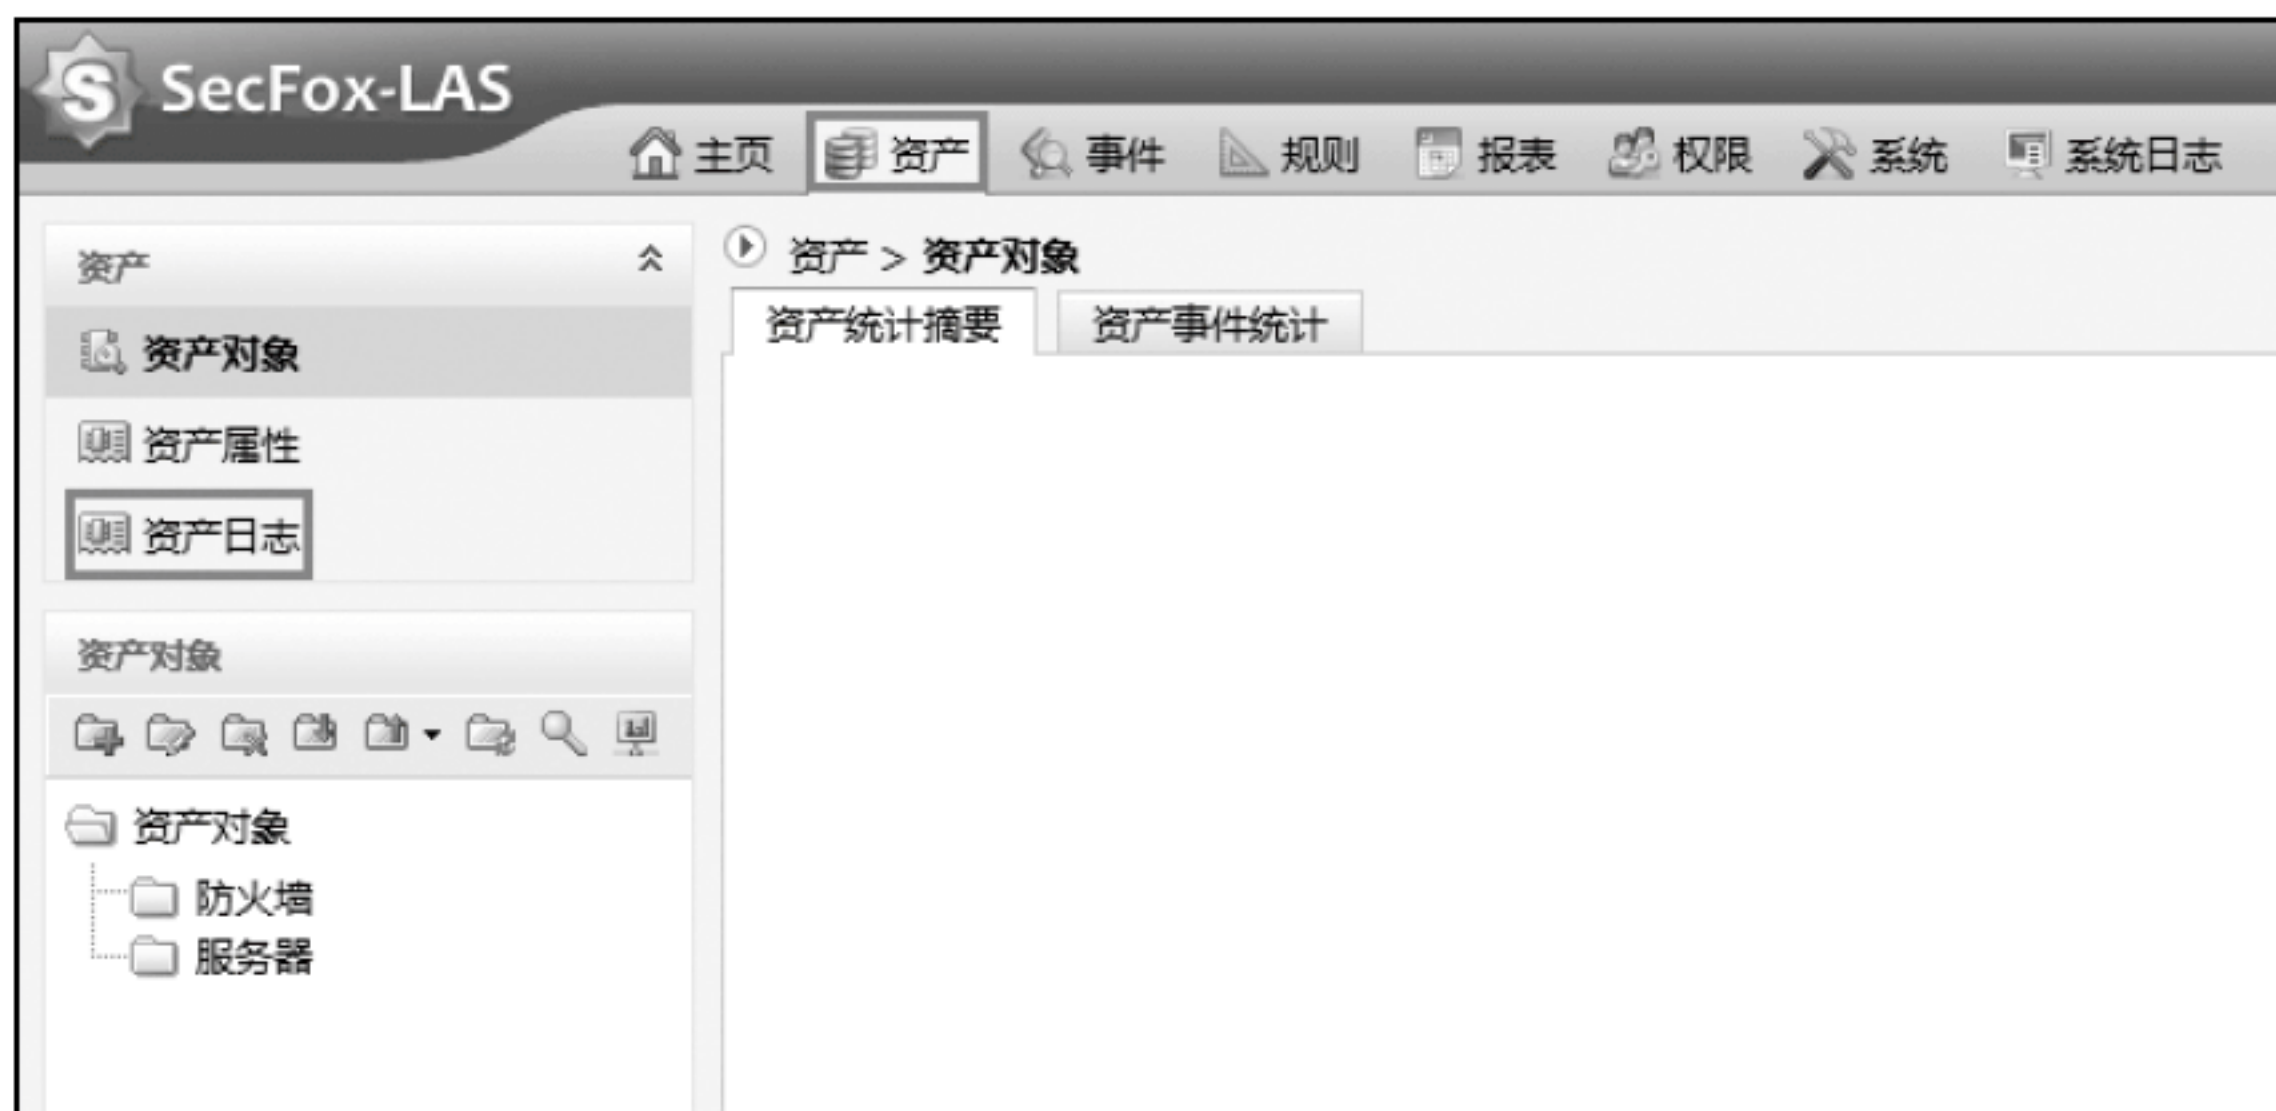 SecFox-LAS
主页 资产 事件 规则 报表 权限 系统 系统日志
资产
资产对象
资产属性
资产日志
资产对象
资产对象
防火墙
服务器
资产 > 资产对象
资产统计摘要 资产事件统计